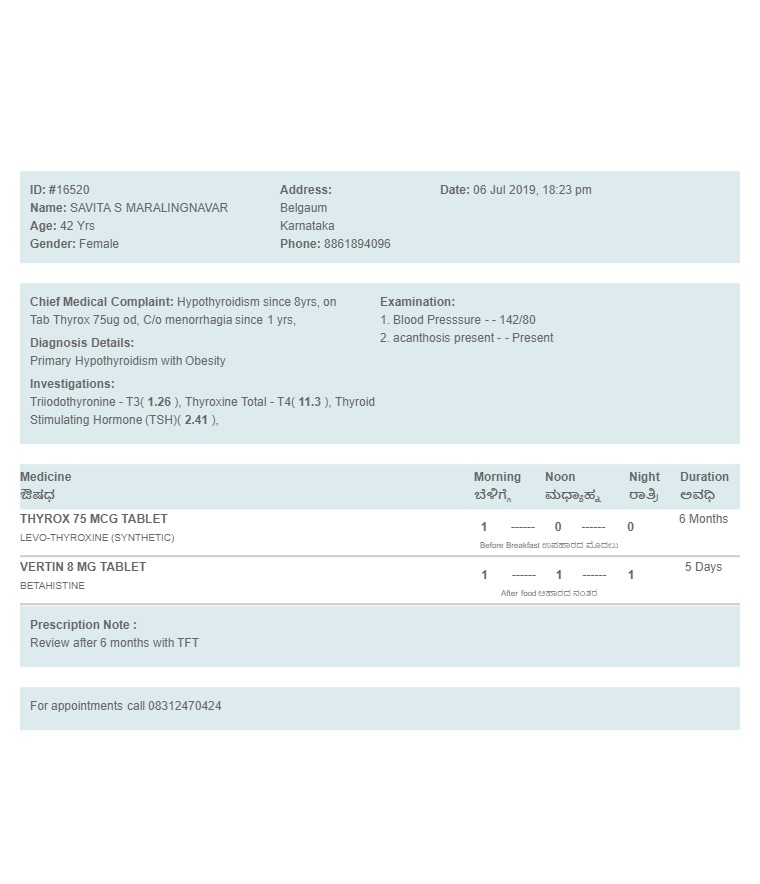 ID: #16520
Name: SAVITA S MARALINGNAVAR
Age: 42 Yrs
Gender: Female
Address:
Belgaum
Karnataka
Phone: 8861894096
Date: 06 Jul 2019, 18:23 pm
Chief Medical Complaint: Hypothyroidism since 8yrs, on
Tab Thyrox 75ug od, C/o menorrhagia since 1 yrs,
Diagnosis Details:
Primary Hypothyroidism with Obesity
Investigations:
Triiodothyronine - T3( 1.26 ), Thyroxine Total - T4( 11.3 ), Thyroid
Stimulating Hormone (TSH)( 2.41 ),
Examination:
1. Blood Presssure - - 142/80
2. acanthosis present - - Present
Medicine Morning Noon Night Duration
ಔಷಧ ಬೆಳಿಗ್ಗೆ ಮಧ್ಯಾಹ್ನ ರಾತ್ರಿ ಅವಧಿ
THYROX 75 MCG TABLET 1 ------ 0 ------ 0 6 Months
LEVO-THYROXINE (SYNTHETIC)
Before Breakfast ಉಪಹಾರದ ಮೊದಲು
VERTIN 8 MG TABLET 1 ------ 1 ------ 1 5 Days
BETAHISTINE
After food ಆಹಾರದ ನಂತರ
Prescription Note :
Review after 6 months with TFT
For appointments call 08312470424